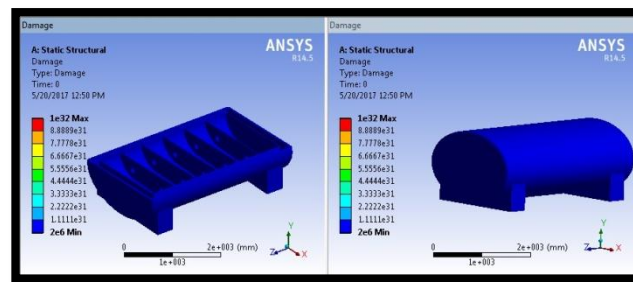 Damage
A: Static Structural
Damage
Type: Damage
Time: 0
5/20/2017 12:50 PM
ANSYS
R14.5
1e32 Max
8.8889e31
7.7778e31
6.6667e31
5.5556e31
4.4444e31
3.3333e31
2.2222e31
1.1111e31
2e6 Min
0
2e+003 (mm)
1e+003
Y
Z
X
Damage
A: Static Structural
Damage
Type: Damage
Time: 0
5/20/2017 12:50 PM
ANSYS
R14.5
1e32 Max
8.8889e31
7.7778e31
6.6667e31
5.5556e31
4.4444e31
3.3333e31
2.2222e31
1.1111e31
2e6 Min
0
2e+003 (mm)
1e+003
Y
Z
X